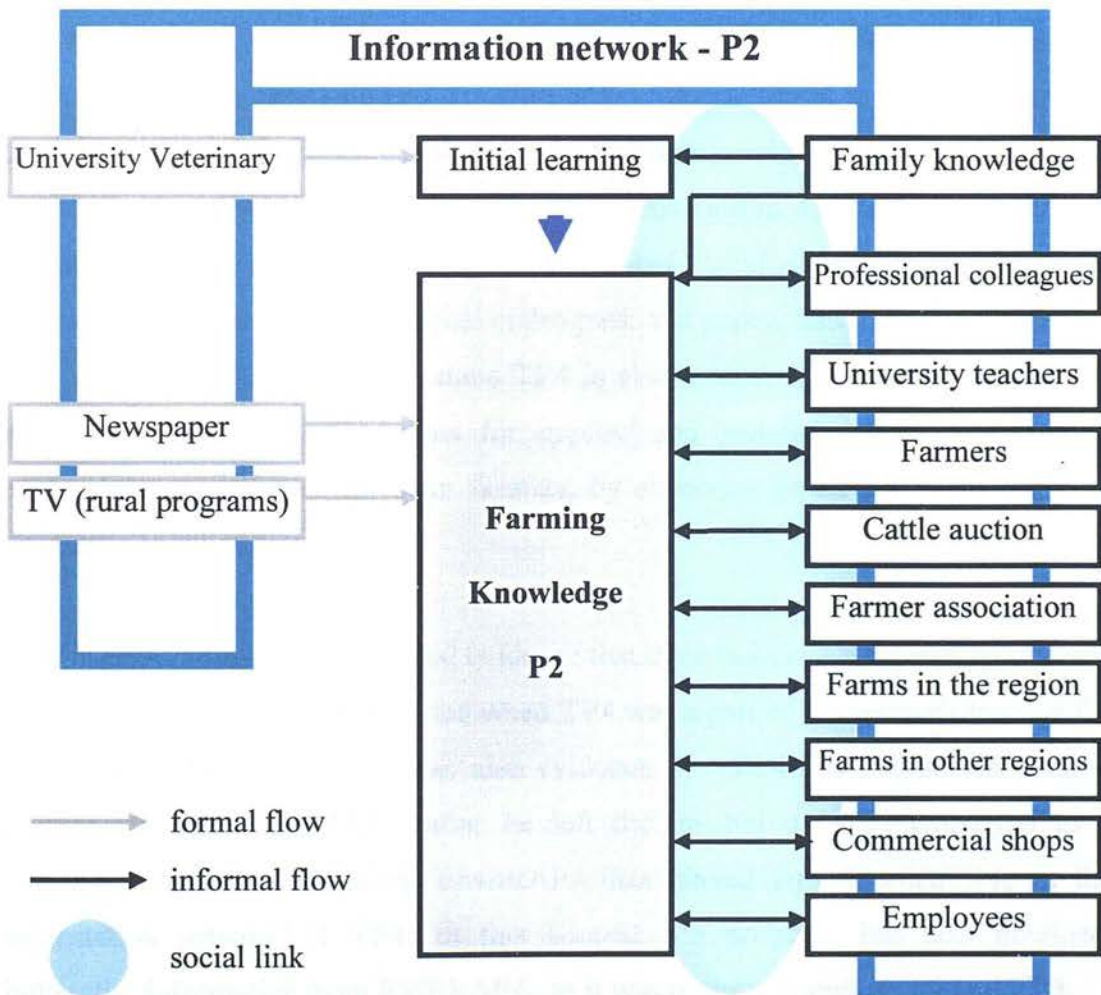 Information network - P2
University Veterinary
Initial learning
Family knowledge
Professional colleagues
University teachers
Newspaper
Farmers
TV (rural programs)
Farming
Cattle auction
Knowledge
Farmer association
P2
Farms in the region
Farms in other regions
formal flow
Commercial shops
informal flow
Employees
social link